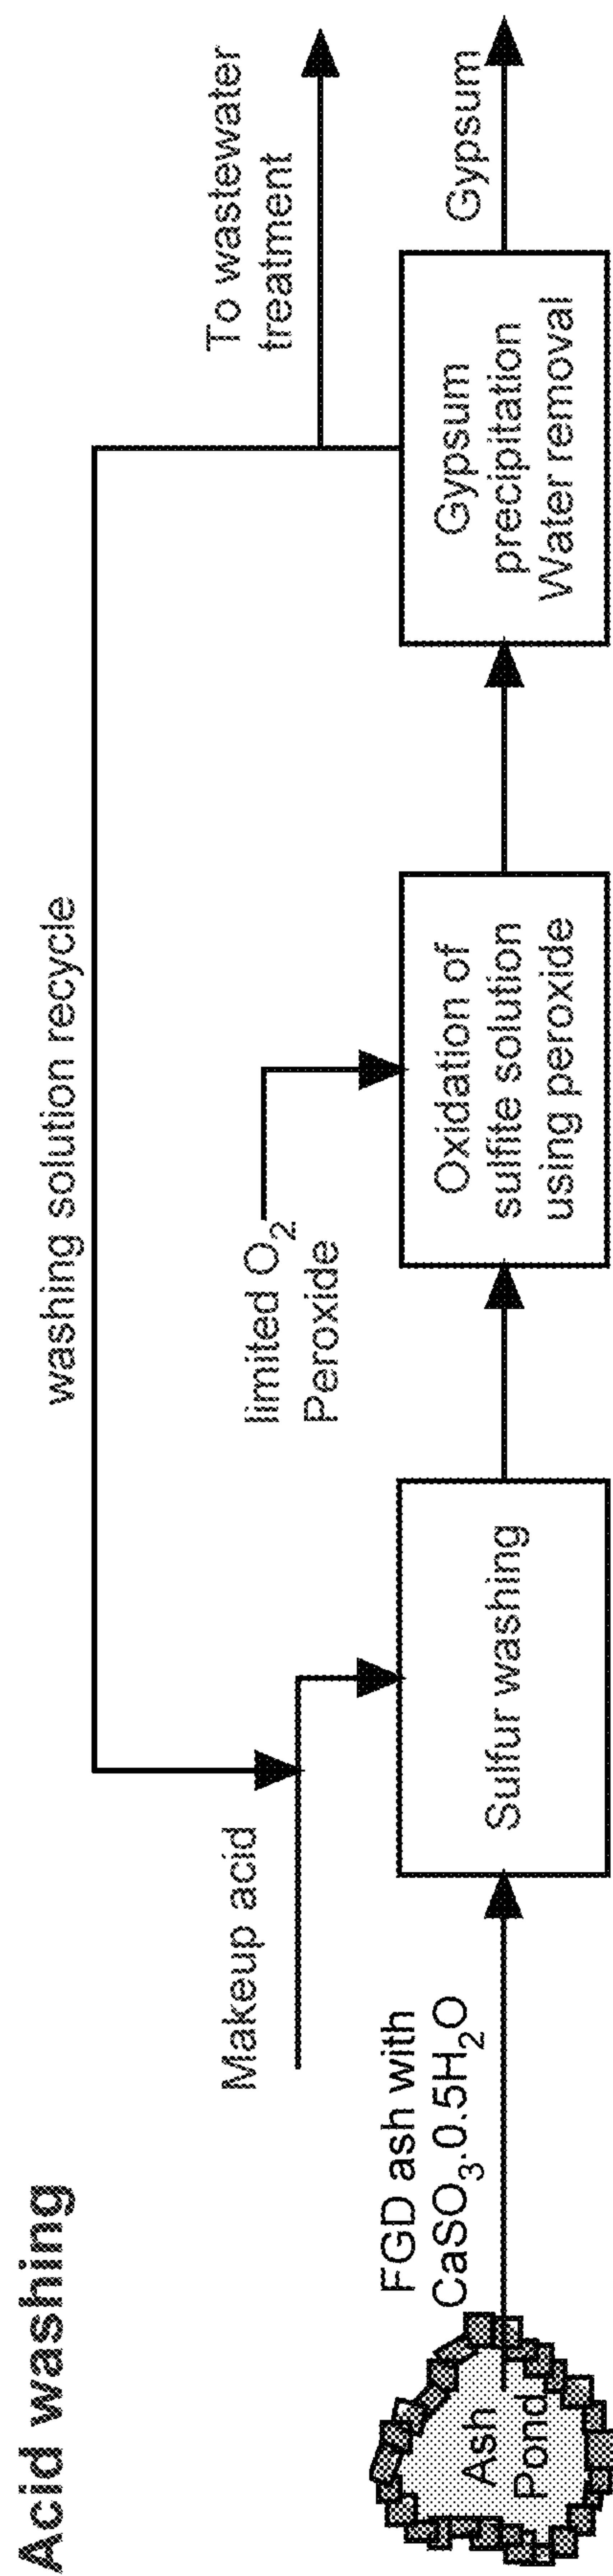 Acid washing
washing solution recycle
To wastewater
treatment
Makeup acid
limited O₂
Peroxide
FGD ash with
CaSO₃.0.5H₂O
Gypsum
Ash
Pond
Sulfur washing
Oxidation of
sulfite solution
using peroxide
Gypsum
precipitation
Water removal